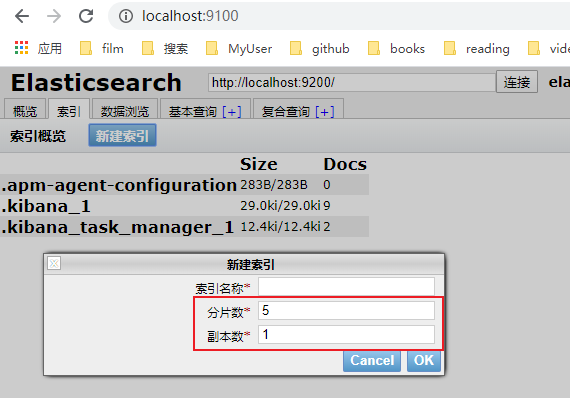 localhost:9100
应用 film 搜索 MyUser github books reading
Elasticsearch http://localhost:9200/ 连接
概览 索引 数据浏览 基本查询 [+] 复合查询 [+]
索引概览 新建索引
Size Docs
.apm-agent-configuration 283B/283B 0
.kibana_1 29.0ki/29.0ki 9
.kibana_task_manager_1 12.4ki/12.4ki 2
新建索引
索引名称*
分片数* 5
副本数* 1
Cancel OK